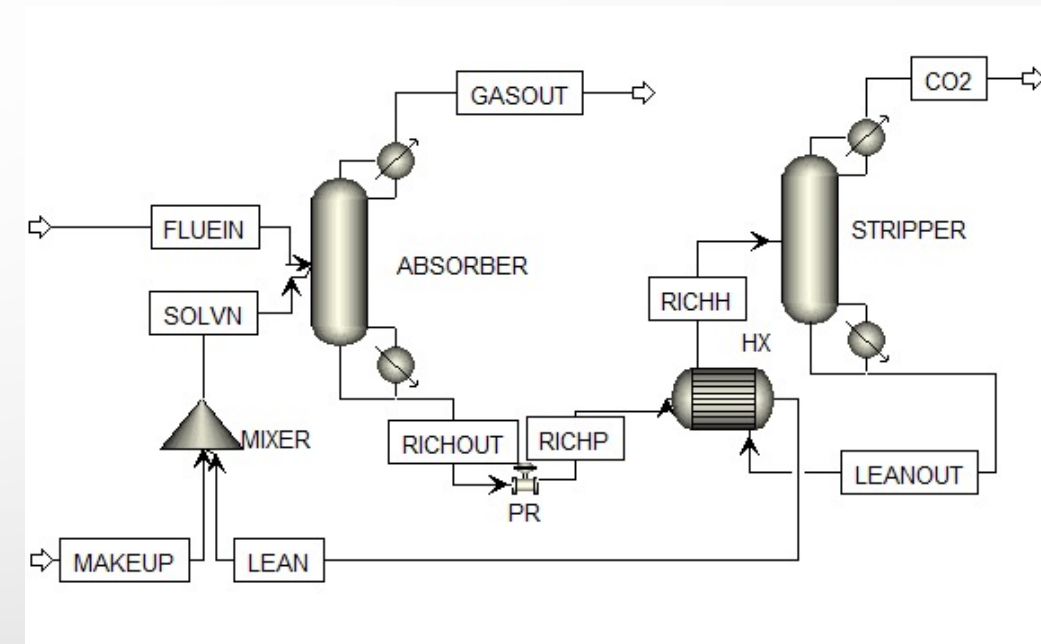 GASOUT
CO2
FLUEIN
STRIPPER
ABSORBER
RICHH
SOLVN
HX
MIXER
RICHOUT
RICHP
LEANOUT
PR
MAKEUP
LEAN